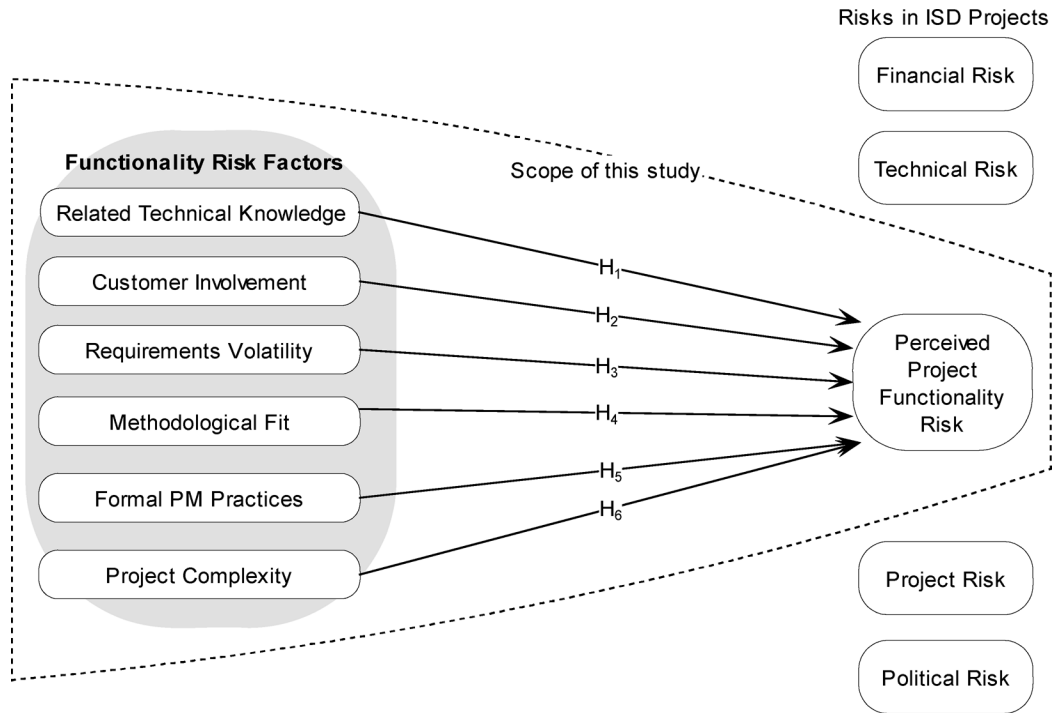 Risks in ISD Projects
Financial Risk
Technical Risk
Scope of this study
Functionality Risk Factors
Related Technical Knowledge
Customer Involvement
Requirements Volatility
Methodological Fit
Formal PM Practices
Project Complexity
H₁
H₂
H₃
H₄
H₅
H₆
Perceived
Project
Functionality
Risk
Project Risk
Political Risk